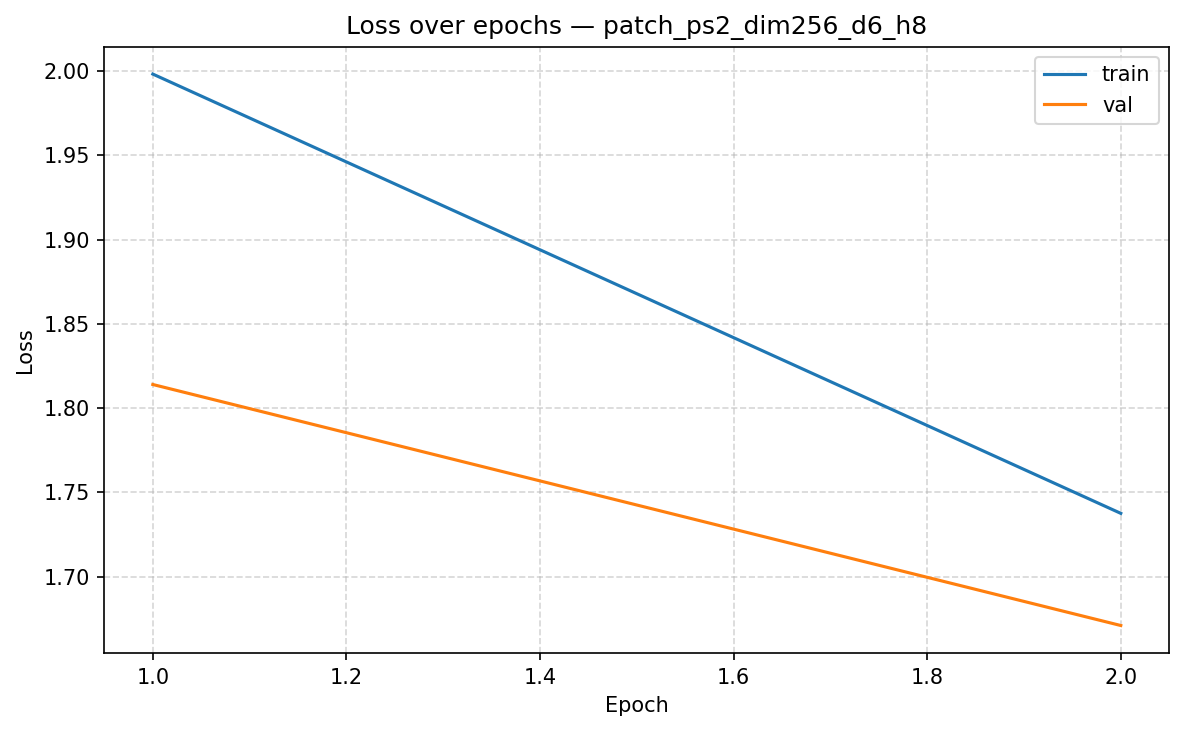 Loss over epochs — patch_ps2_dim256_d6_h8
train
val
2.00
1.95
1.90
1.85
1.80
1.75
1.70
Loss
1.0
1.2
1.4
1.6
1.8
2.0
Epoch